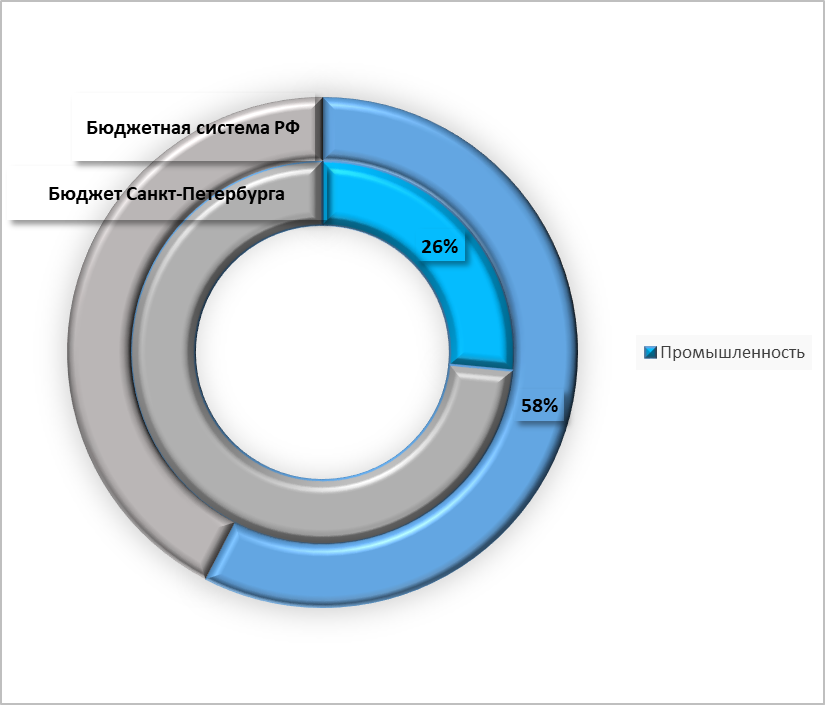 Бюджетная система РФ
Бюджет Санкт-Петербурга
26%
Промышленность
58%